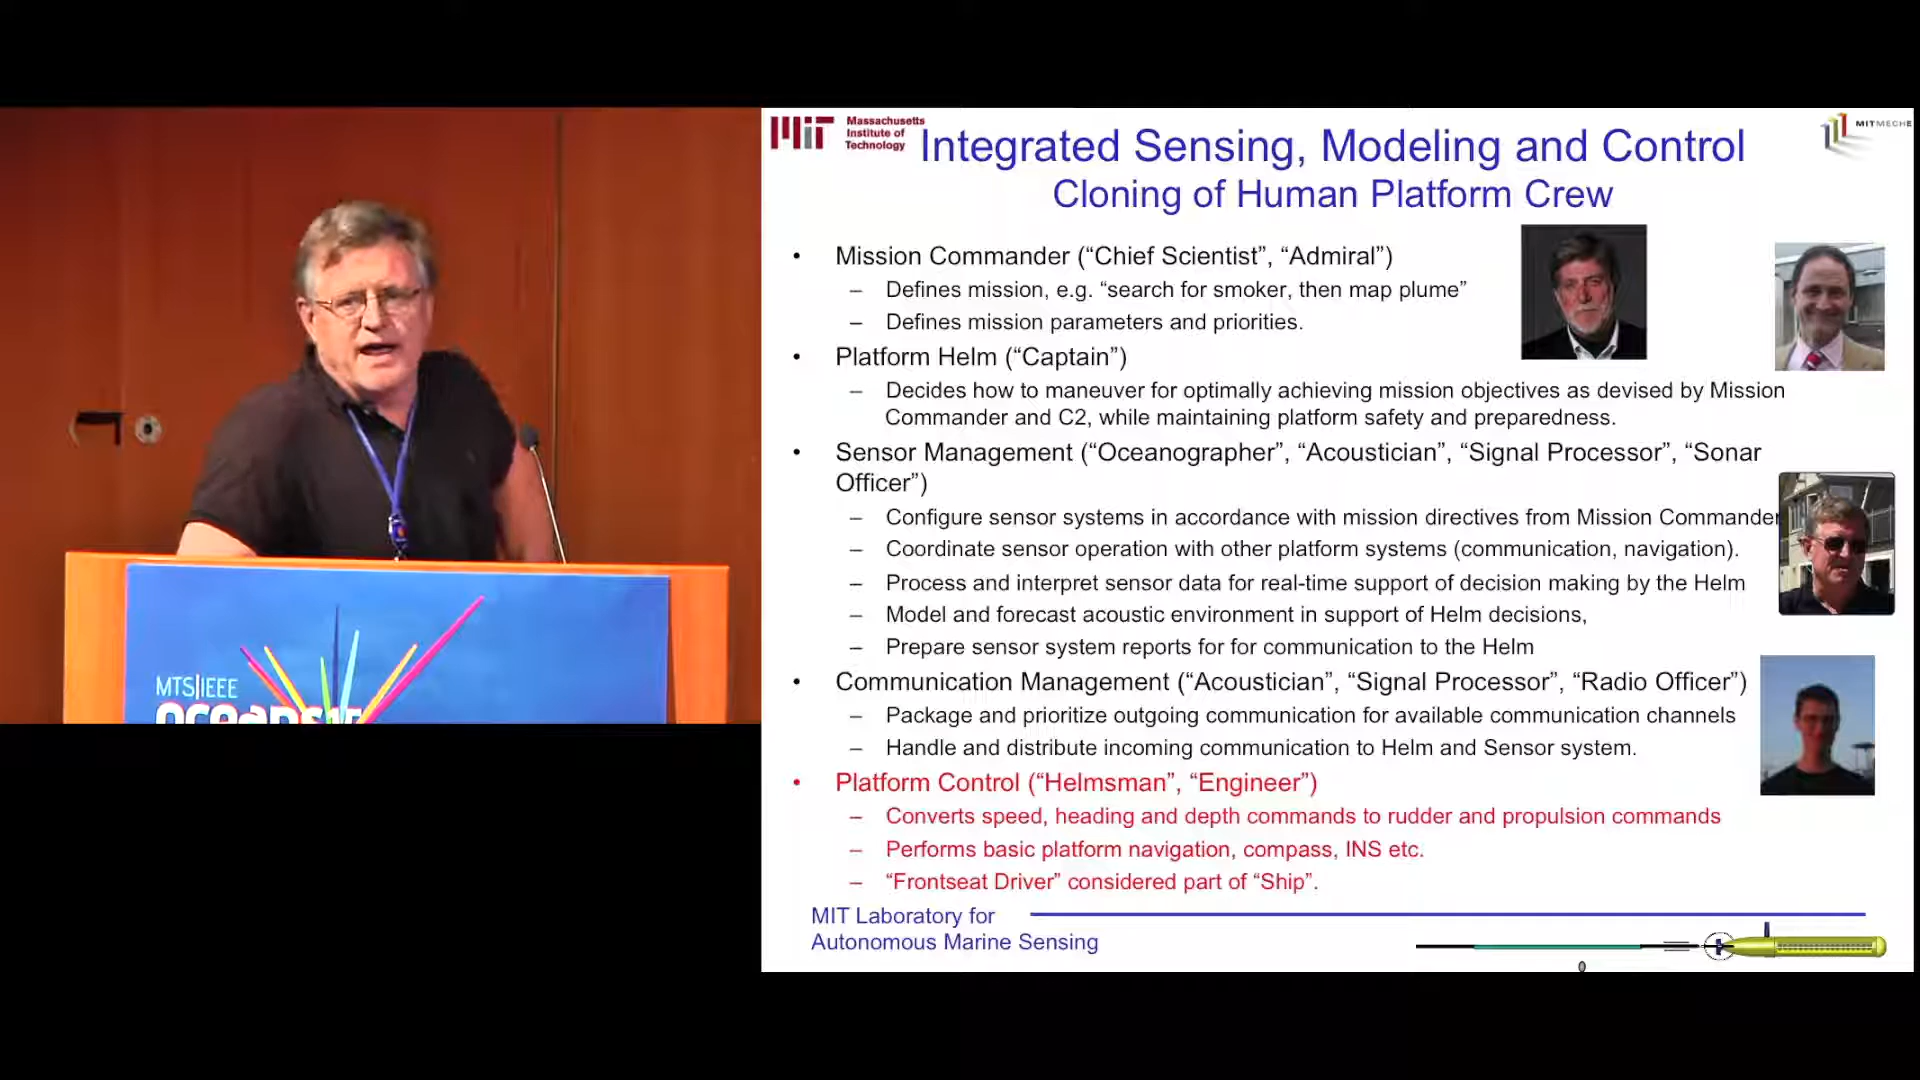 MTS|IEEE
Massachusetts
Institute of
Technology
MITMECHE
Integrated Sensing, Modeling and Control
Cloning of Human Platform Crew
• Mission Commander (“Chief Scientist”, “Admiral”)
– Defines mission, e.g. “search for smoker, then map plume”
– Defines mission parameters and priorities.
• Platform Helm (“Captain”)
– Decides how to maneuver for optimally achieving mission objectives as devised by Mission
Commander and C2, while maintaining platform safety and preparedness.
• Sensor Management (“Oceanographer”, “Acoustician”, “Signal Processor”, “Sonar
Officer”)
– Configure sensor systems in accordance with mission directives from Mission Commander
– Coordinate sensor operation with other platform systems (communication, navigation).
– Process and interpret sensor data for real-time support of decision making by the Helm
– Model and forecast acoustic environment in support of Helm decisions,
– Prepare sensor system reports for for communication to the Helm
• Communication Management (“Acoustician”, “Signal Processor”, “Radio Officer”)
– Package and prioritize outgoing communication for available communication channels
– Handle and distribute incoming communication to Helm and Sensor system.
• Platform Control (“Helmsman”, “Engineer”)
– Converts speed, heading and depth commands to rudder and propulsion commands
– Performs basic platform navigation, compass, INS etc.
– “Frontseat Driver” considered part of “Ship”.
MIT Laboratory for
Autonomous Marine Sensing